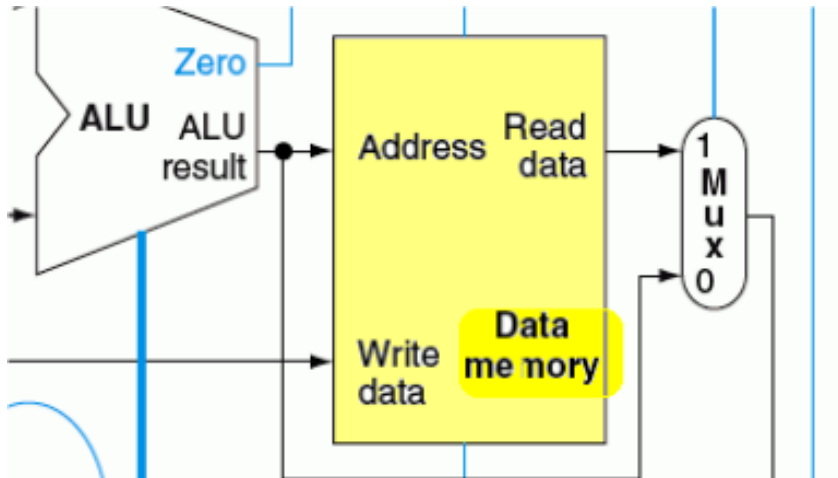 Zero
ALU
ALU
result
Address
Read
data
Write
data
Data
memory
1
M
u
x
0